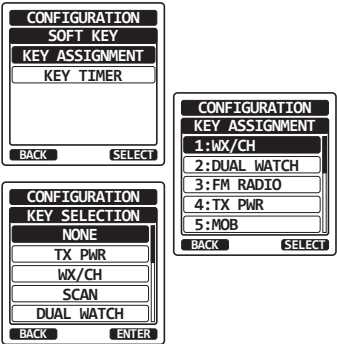 CONFIGURATION
SOFT KEY
KEY ASSIGNMENT
KEY TIMER
BACK SELECT
CONFIGURATION
KEY ASSIGNMENT
1:WX/CH
2:DUAL WATCH
3:FM RADIO
4:TX PWR
5:MOB
BACK SELECT
CONFIGURATION
KEY SELECTION
NONE
TX PWR
WX/CH
SCAN
DUAL WATCH
BACK ENTER